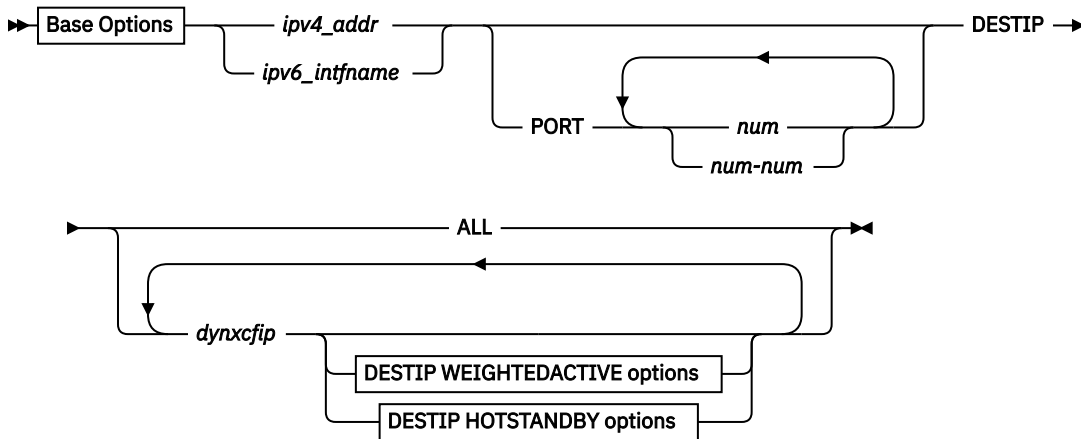 Base Options
ipv4_addr
ipv6_intfname
PORT
num
num-num
DESTIP
ALL
dynxcfip
DESTIP WEIGHTEDACTIVE options
DESTIP HOTSTANDBY options